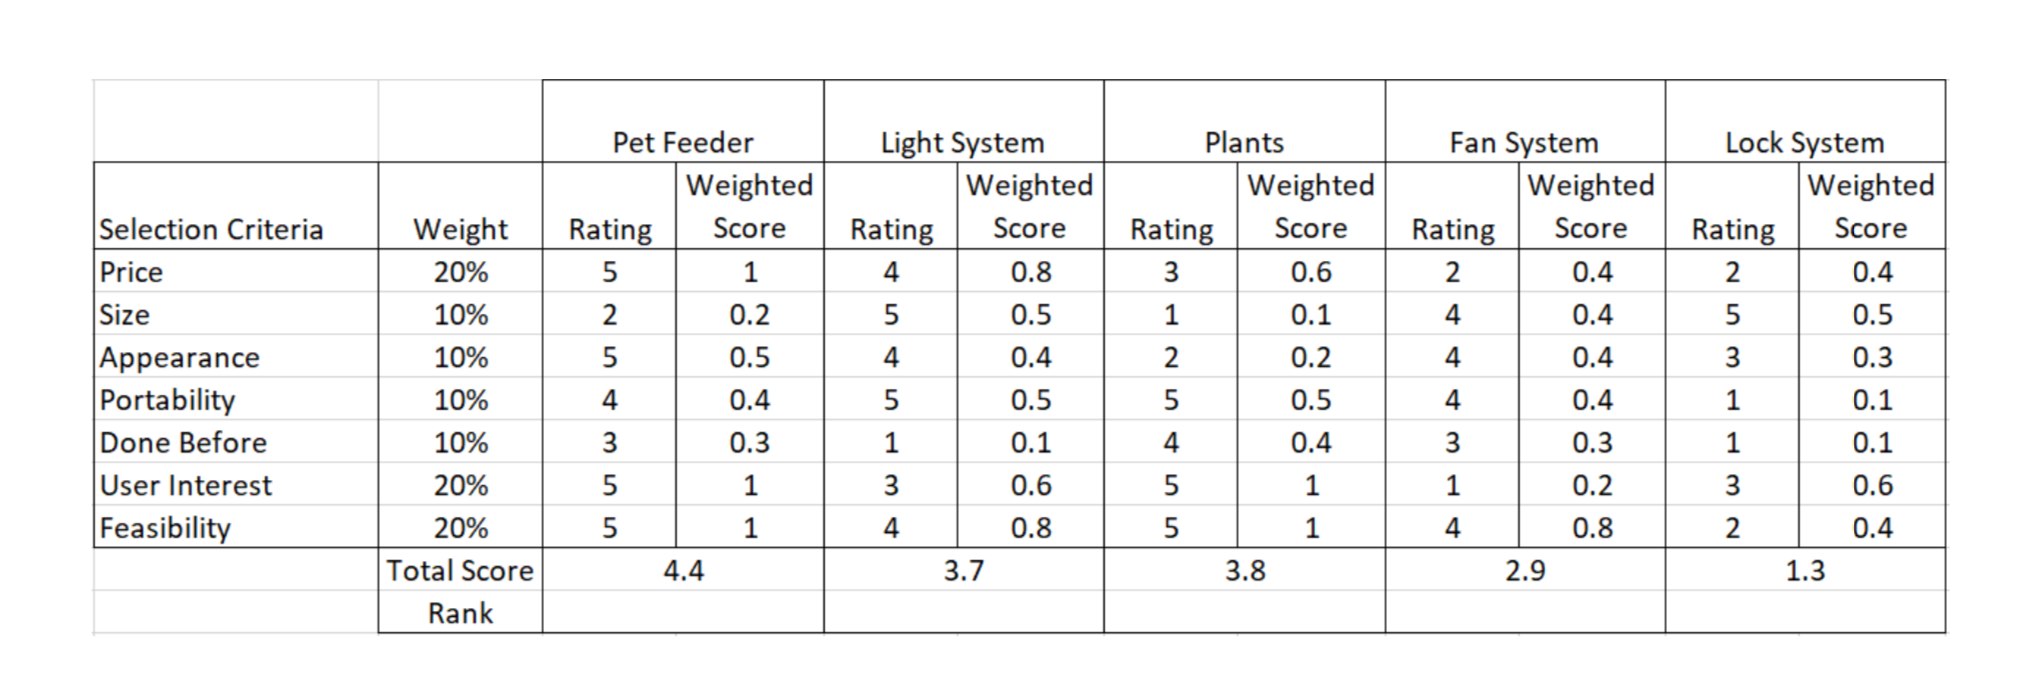 Pet Feeder Light System Plants Fan System Lock System
Selection Criteria Weight Rating Weighted Score Rating Weighted Score Rating Weighted Score Rating Weighted Score Rating Weighted Score
Price 20% 5 1 4 0.8 3 0.6 2 0.4 2 0.4
Size 10% 2 0.2 5 0.5 1 0.1 4 0.4 5 0.5
Appearance 10% 5 0.5 4 0.4 2 0.2 4 0.4 3 0.3
Portability 10% 4 0.4 5 0.5 5 0.5 4 0.4 1 0.1
Done Before 10% 3 0.3 1 0.1 4 0.4 3 0.3 1 0.1
User Interest 20% 5 1 3 0.6 5 1 1 0.2 3 0.6
Feasibility 20% 5 1 4 0.8 5 1 4 0.8 2 0.4
Total Score 4.4 3.7 3.8 2.9 1.3
Rank